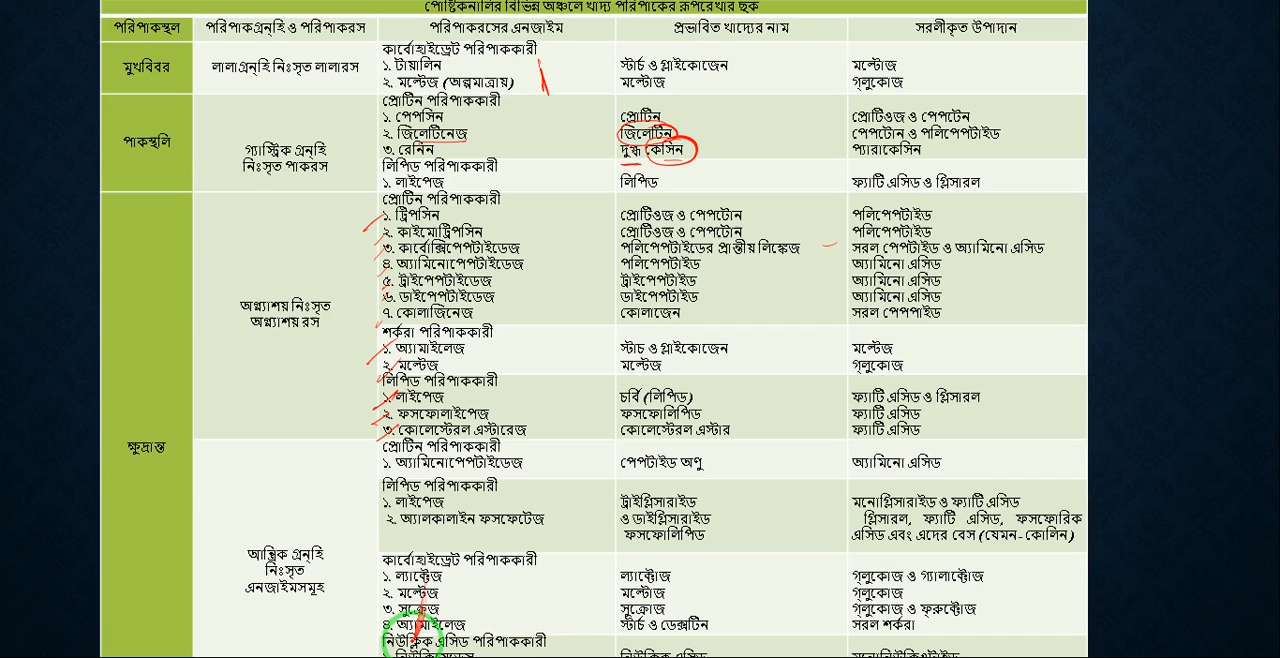 পৌষ্টিকনালির বিভিন্ন অঞ্চলে খাদ্য পরিপাকের রূপরেখার ছক
পরিপাকস্থল পরিপাকগ্রন্হি ও পরিপাকরস পরিপাকরসের এনজাইম প্রভাবিত খাদ্যের নাম সরলীকৃত উপাদান
মুখবিবর লালাগ্রন্হি নিঃসৃত লালারস
কার্বোহাইড্রেট পরিপাককারী
১. টায়ালিন স্টার্চ ও গ্লাইকোজেন মল্টোজ
২. মল্টেজ (অল্পমাত্রায়) মল্টোজ গ্লুকোজ
পাকস্থলি
গ্যাস্ট্রিক গ্রন্হি
নিঃসৃত পাকরস
প্রোটিন পরিপাককারী
১. পেপসিন প্রোটিন প্রোটিওজ ও পেপটেন
২. জিলেটিনেজ জিলেটিন পেপটোন ও পলিপেপটাইড
৩. রেনিন দুগ্ধ কেসিন প্যারাকেসিন
লিপিড পরিপাককারী
১. লাইপেজ লিপিড ফ্যাটি এসিড ও গ্লিসারল
ক্ষুদ্রান্ত
অগ্ন্যাশয় নিঃসৃত
অগ্ন্যাশয় রস
প্রোটিন পরিপাককারী
১. ট্রিপসিন প্রোটিওজ ও পেপটোন পলিপেপটাইড
২. কাইমোট্রিপসিন প্রোটিওজ ও পেপটোন পলিপেপটাইড
৩. কার্বোক্সিপেপটাইডেজ পলিপেপটাইডের প্রান্তীয় লিঙ্কেজ সরল পেপটাইড ও অ্যামিনো এসিড
৪. অ্যামিনোপেপটাইডেজ পলিপেপটাইড অ্যামিনো এসিড
৫. ট্রাইপেপটাইডেজ ট্রাইপেপটাইড অ্যামিনো এসিড
৬. ডাইপেপটাইডেজ ডাইপেপটাইড অ্যামিনো এসিড
৭. কোলাজিনেজ কোলাজেন সরল পেপপাইড
শর্করা পরিপাককারী
১. অ্যামাইলেজ স্টার্চ ও গ্লাইকোজেন মল্টেজ
২. মল্টেজ মল্টেজ গ্লুকোজ
লিপিড পরিপাককারী
১. লাইপেজ চর্বি (লিপিড) ফ্যাটি এসিড ও গ্লিসারল
২. ফসফোলাইপেজ ফসফোলিপিড ফ্যাটি এসিড
৩. কোলেস্টেরল এস্টারেজ কোলেস্টেরল এস্টার ফ্যাটি এসিড
আন্ত্রিক গ্রন্হি
নিঃসৃত
এনজাইমসমূহ
প্রোটিন পরিপাককারী
১. অ্যামিনোপেপটাইডেজ পেপটাইড অণু অ্যামিনো এসিড
লিপিড পরিপাককারী
১. লাইপেজ ট্রাইগ্লিসারাইড মনোগ্লিসারাইড ও ফ্যাটি এসিড
২. অ্যালকালাইন ফসফেটেজ ও ডাইগ্লিসারাইড গ্লিসারল, ফ্যাটি এসিড, ফসফোরিক
ফসফোলিপিড এসিড এবং এদের বেস (যেমন- কোলিন)
কার্বোহাইড্রেট পরিপাককারী
১. ল্যাক্টেজ ল্যাক্টোজ গ্লুকোজ ও গ্যালাক্টোজ
২. মল্টেজ মল্টোজ গ্লুকোজ
৩. সুক্রেজ সুক্রোজ গ্লুকোজ ও ফ্রুক্টোজ
৪. অ্যামাইলেজ স্টার্চ ও ডেক্সটিন সরল শর্করা
নিউক্লিক এসিড পরিপাককারী